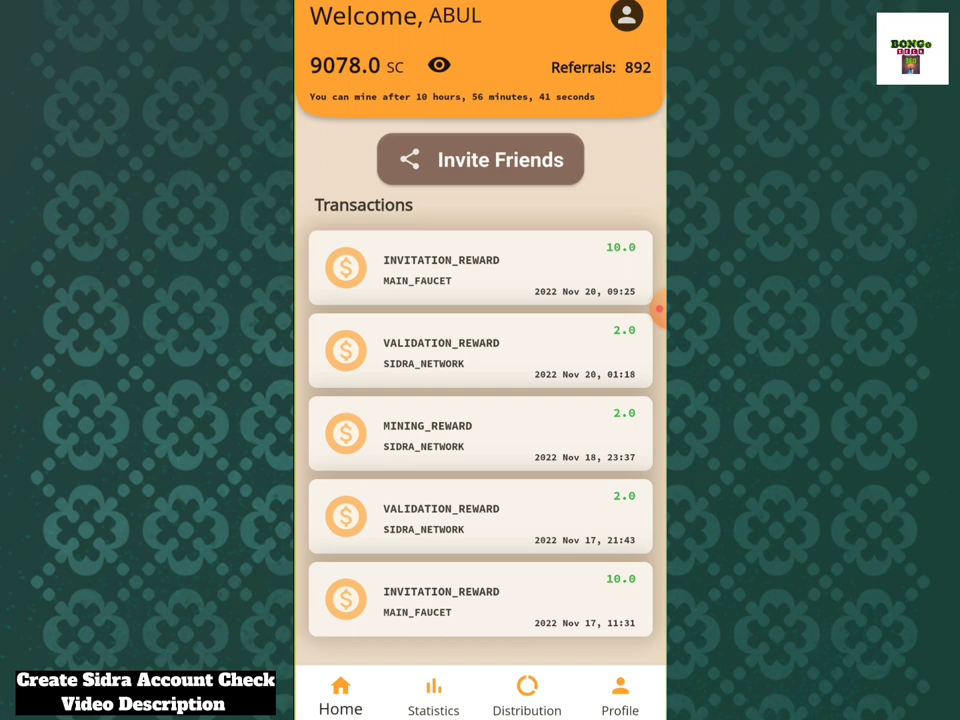 Welcome, ABUL
9078.0 SC
Referrals: 892
You can mine after 10 hours, 56 minutes, 41 seconds
Invite Friends
Transactions
10.0
INVITATION_REWARD
MAIN_FAUCET
2022 Nov 20, 09:25
2.0
VALIDATION_REWARD
SIDRA_NETWORK
2022 Nov 20, 01:18
2.0
MINING_REWARD
SIDRA_NETWORK
2022 Nov 18, 23:37
2.0
VALIDATION_REWARD
SIDRA_NETWORK
2022 Nov 17, 21:43
10.0
INVITATION_REWARD
MAIN_FAUCET
2022 Nov 17, 11:31
Home
Statistics
Distribution
Profile
Create Sidra Account Check
Video Description